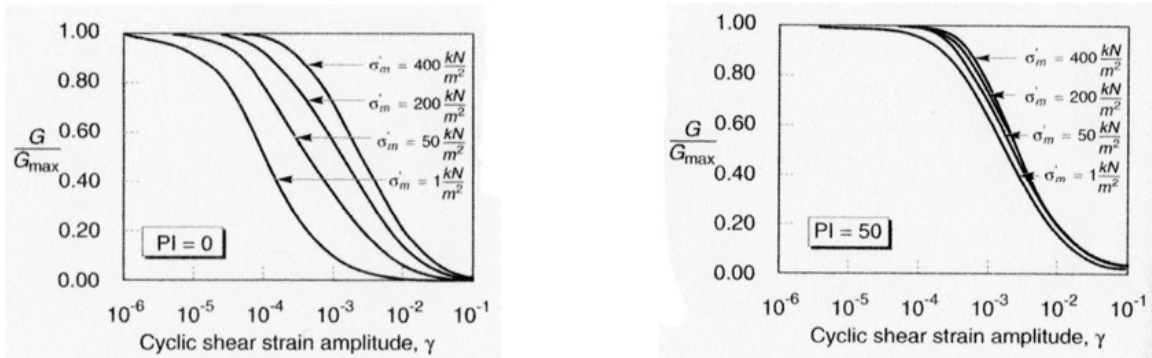 1.00
0.80
0.60
0.40
0.20
0.00
G
G max
σ'm = 400 kN/m²
σ'm = 200 kN/m²
σ'm = 50 kN/m²
σ'm = 1 kN/m²
PI = 0
10⁻⁶ 10⁻⁵ 10⁻⁴ 10⁻³ 10⁻² 10⁻¹
Cyclic shear strain amplitude, γ
1.00
0.80
0.60
0.40
0.20
0.00
G
G max
σ'm = 400 kN/m²
σ'm = 200 kN/m²
σ'm = 50 kN/m²
σ'm = 1 kN/m²
PI = 50
10⁻⁶ 10⁻⁵ 10⁻⁴ 10⁻³ 10⁻² 10⁻¹
Cyclic shear strain amplitude, γ